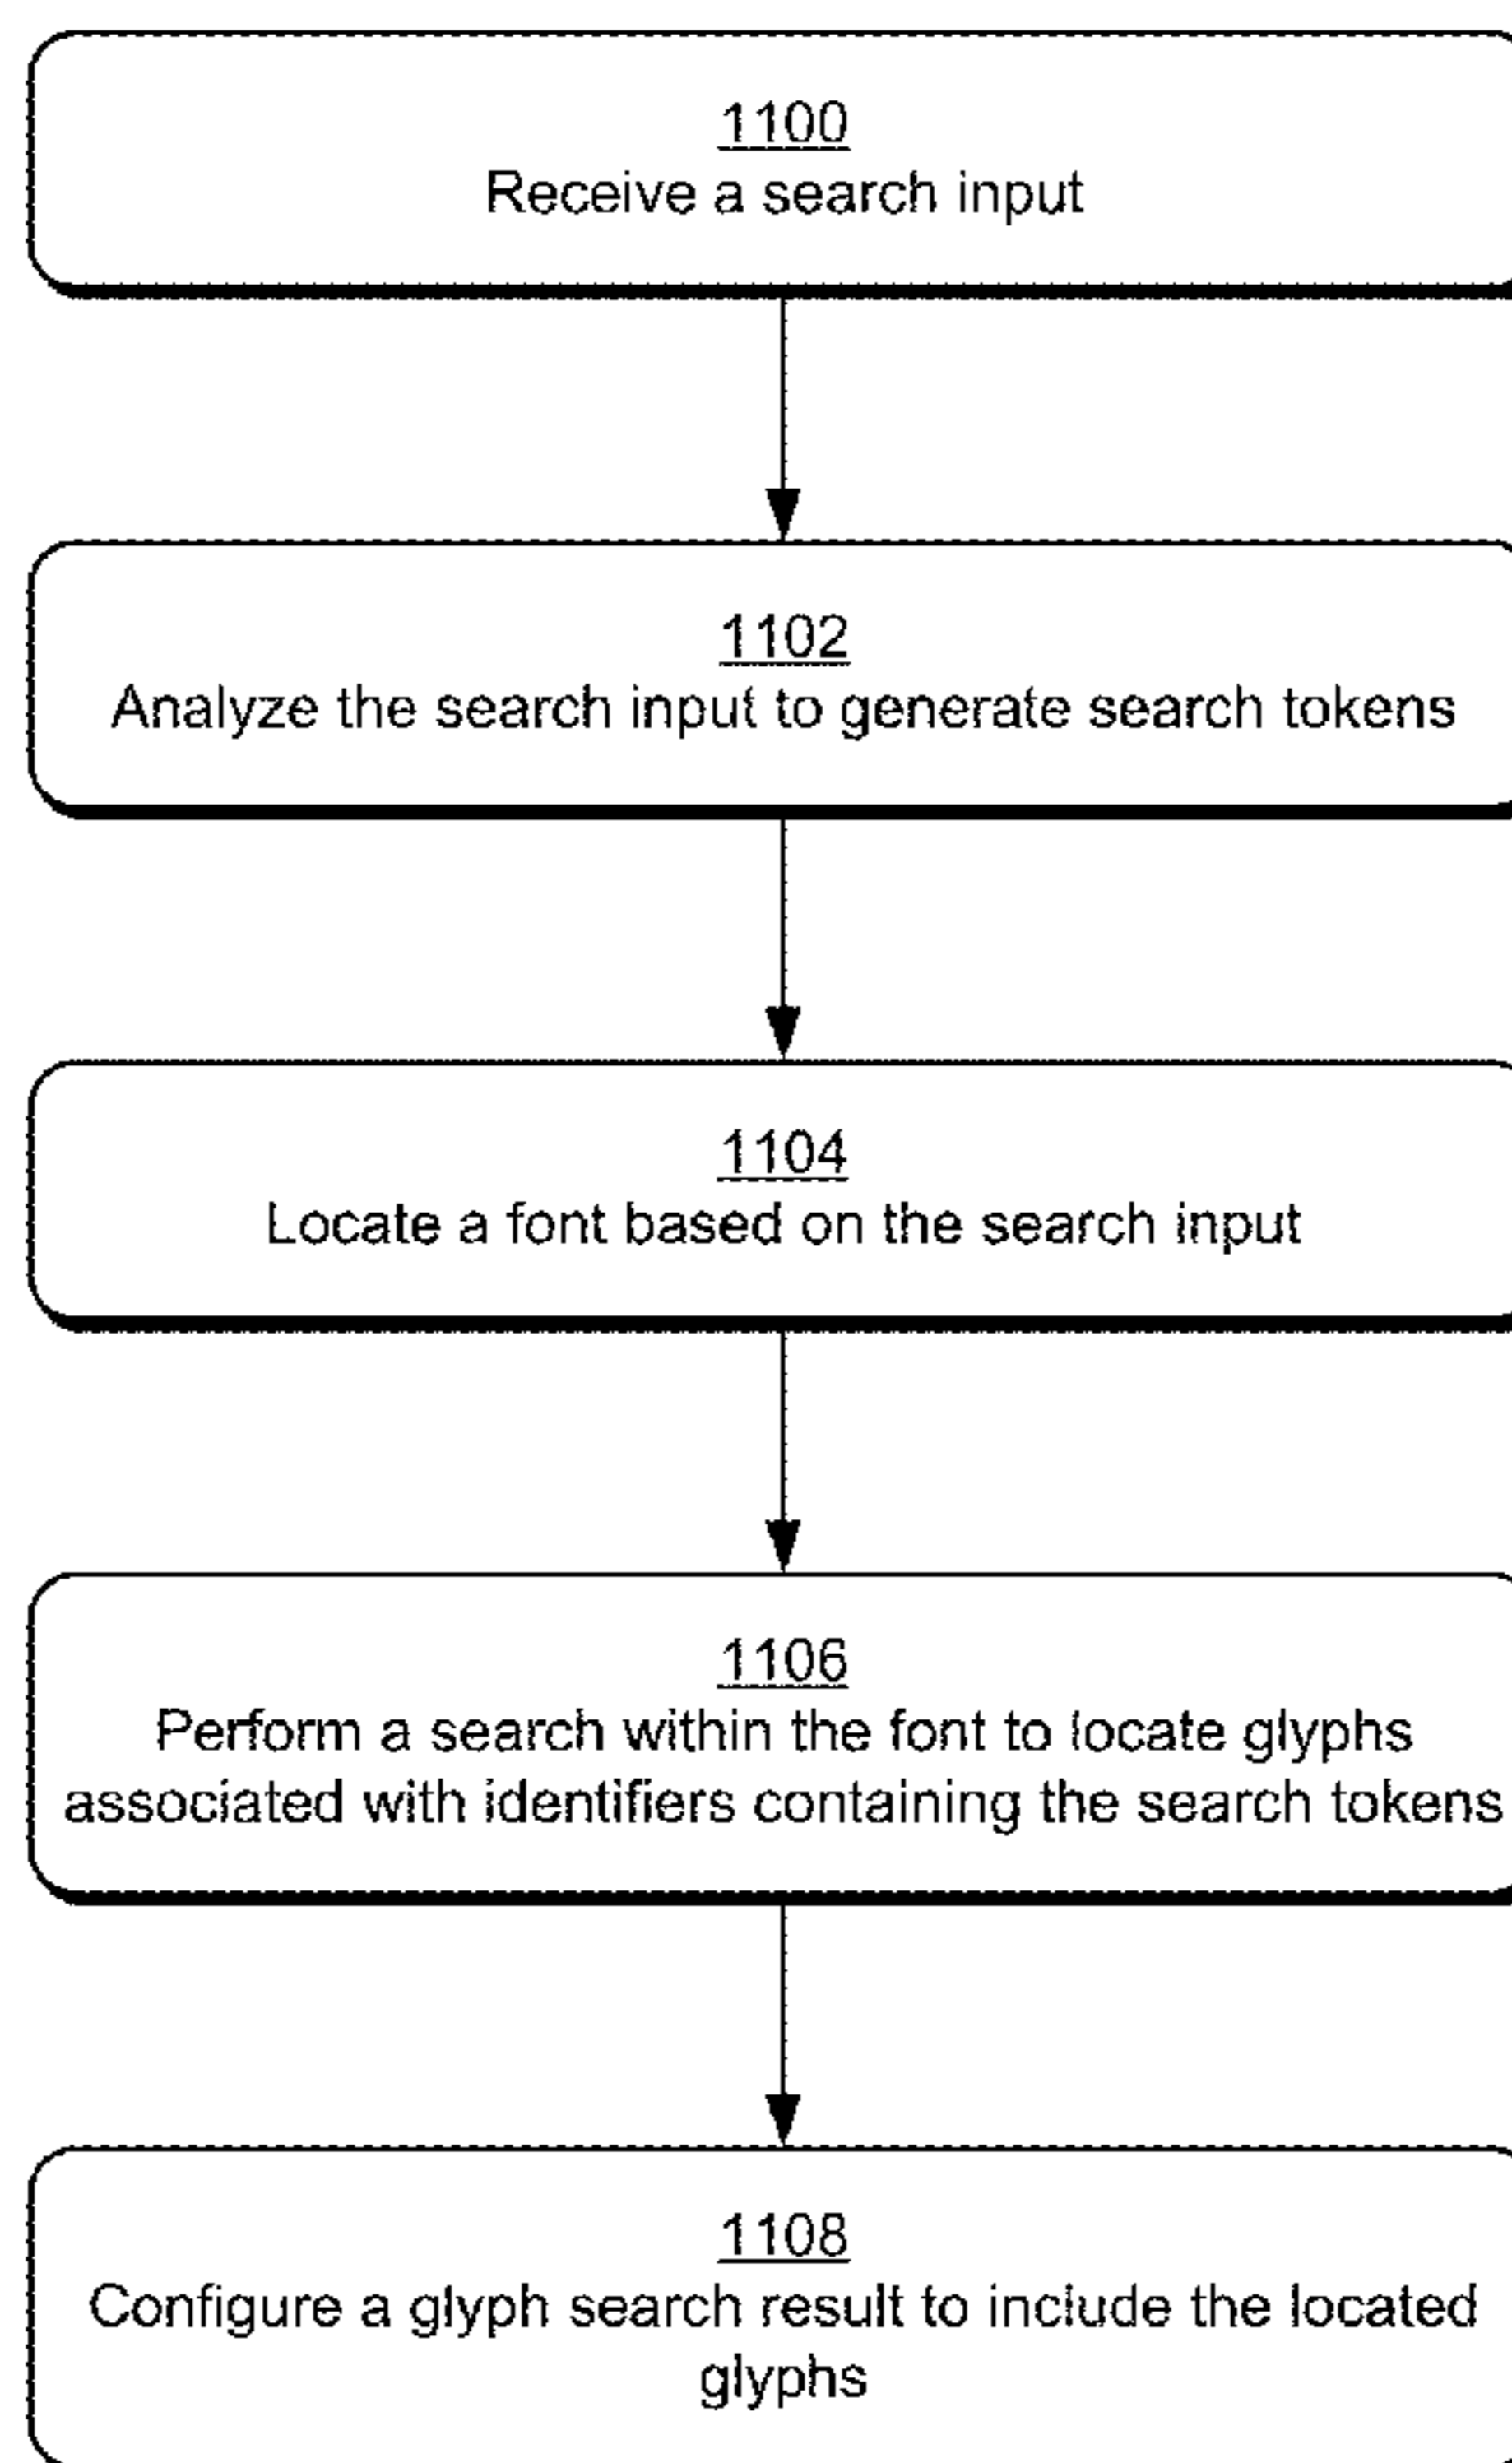 1100
Receive a search input
1102
Analyze the search input to generate search tokens
1104
Locate a font based on the search input
1106
Perform a search within the font to locate glyphs
associated with identifiers containing the search tokens
1108
Configure a glyph search result to include the located
glyphs